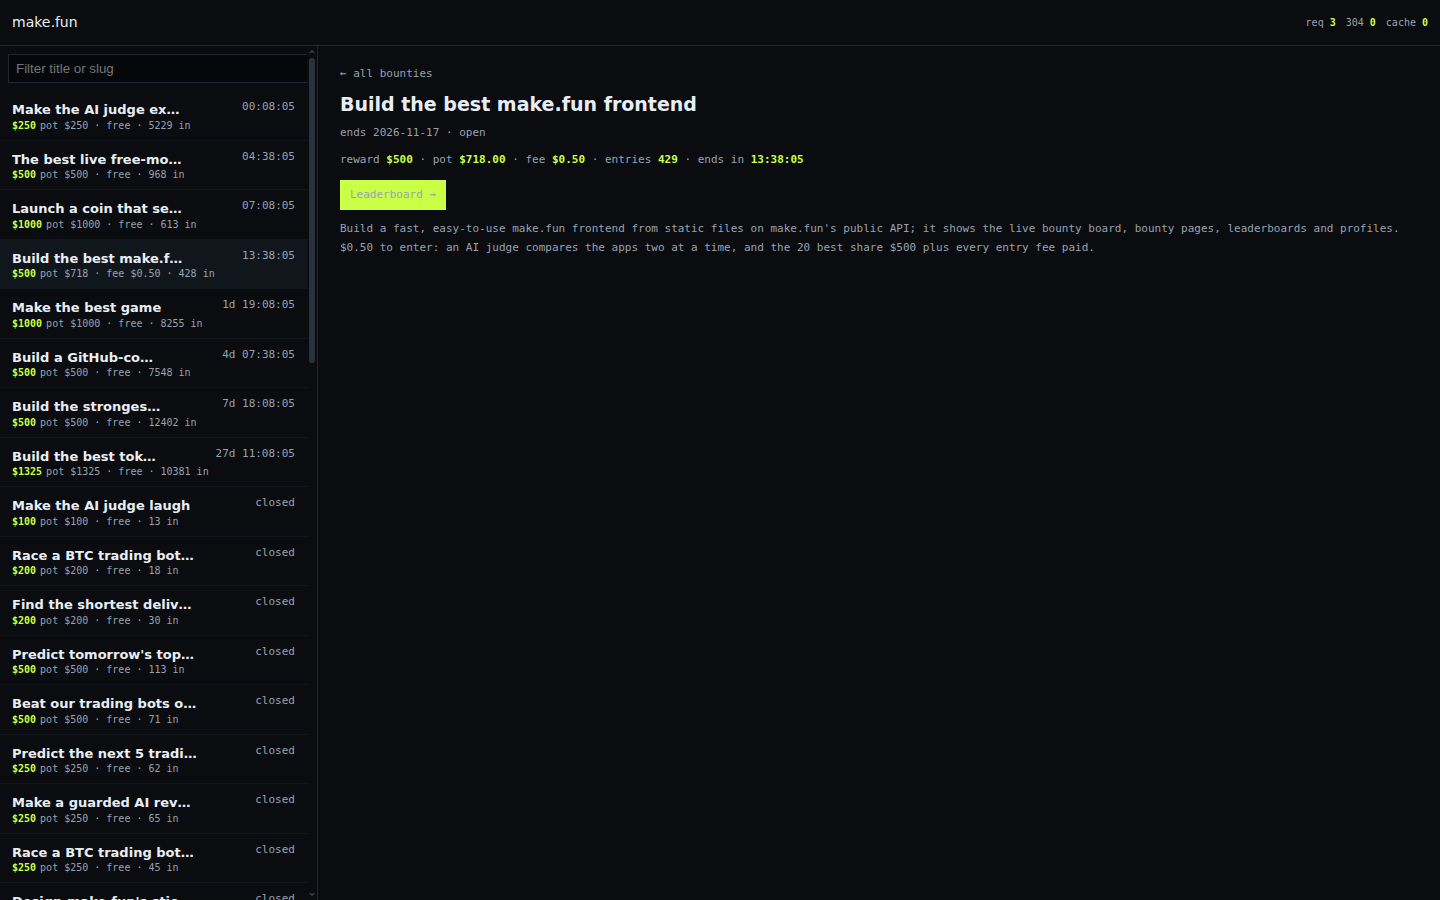 make.fun
req 3 304 0 cache 0
Filter title or slug
Make the AI judge ex… 00:08:05
$250 pot $250 · free · 5229 in
The best live free-mo… 04:38:05
$500 pot $500 · free · 968 in
Launch a coin that se… 07:08:05
$1000 pot $1000 · free · 613 in
Build the best make.f… 13:38:05
$500 pot $718 · fee $0.50 · 428 in
Make the best game 1d 19:08:05
$1000 pot $1000 · free · 8255 in
Build a GitHub-co… 4d 07:38:05
$500 pot $500 · free · 7548 in
Build the stronges… 7d 18:08:05
$500 pot $500 · free · 12402 in
Build the best tok… 27d 11:08:05
$1325 pot $1325 · free · 10381 in
Make the AI judge laugh closed
$100 pot $100 · free · 13 in
Race a BTC trading bot… closed
$200 pot $200 · free · 18 in
Find the shortest deliv… closed
$200 pot $200 · free · 30 in
Predict tomorrow's top… closed
$500 pot $500 · free · 113 in
Beat our trading bots o… closed
$500 pot $500 · free · 71 in
Predict the next 5 tradi… closed
$250 pot $250 · free · 62 in
Make a guarded AI rev… closed
$250 pot $250 · free · 65 in
Race a BTC trading bot… closed
$250 pot $250 · free · 45 in
Design make.fun's stic… closed
← all bounties
Build the best make.fun frontend
ends 2026-11-17 · open
reward $500 · pot $718.00 · fee $0.50 · entries 429 · ends in 13:38:05
Leaderboard →
Build a fast, easy-to-use make.fun frontend from static files on make.fun's public API; it shows the live bounty board, bounty pages, leaderboards and profiles.
$0.50 to enter: an AI judge compares the apps two at a time, and the 20 best share $500 plus every entry fee paid.